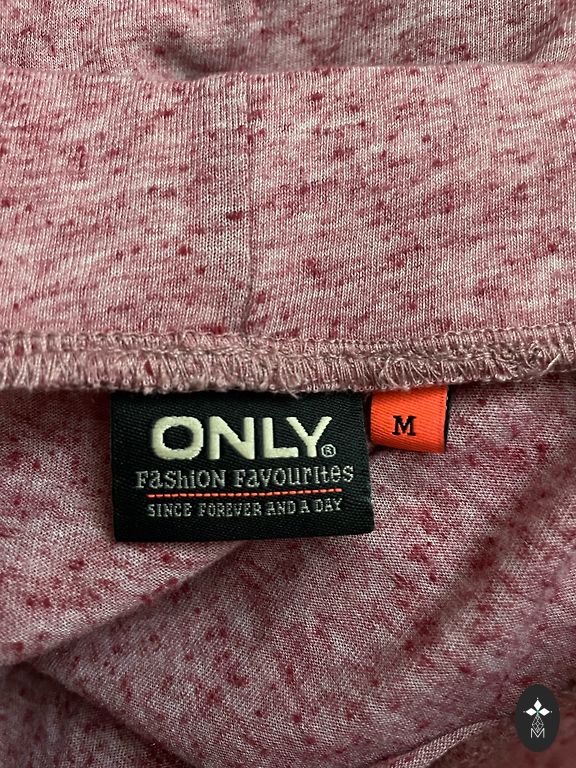 ONLY®
FaShiON FavouRiteS
SINCE FOREVER AND A DAY
M
M